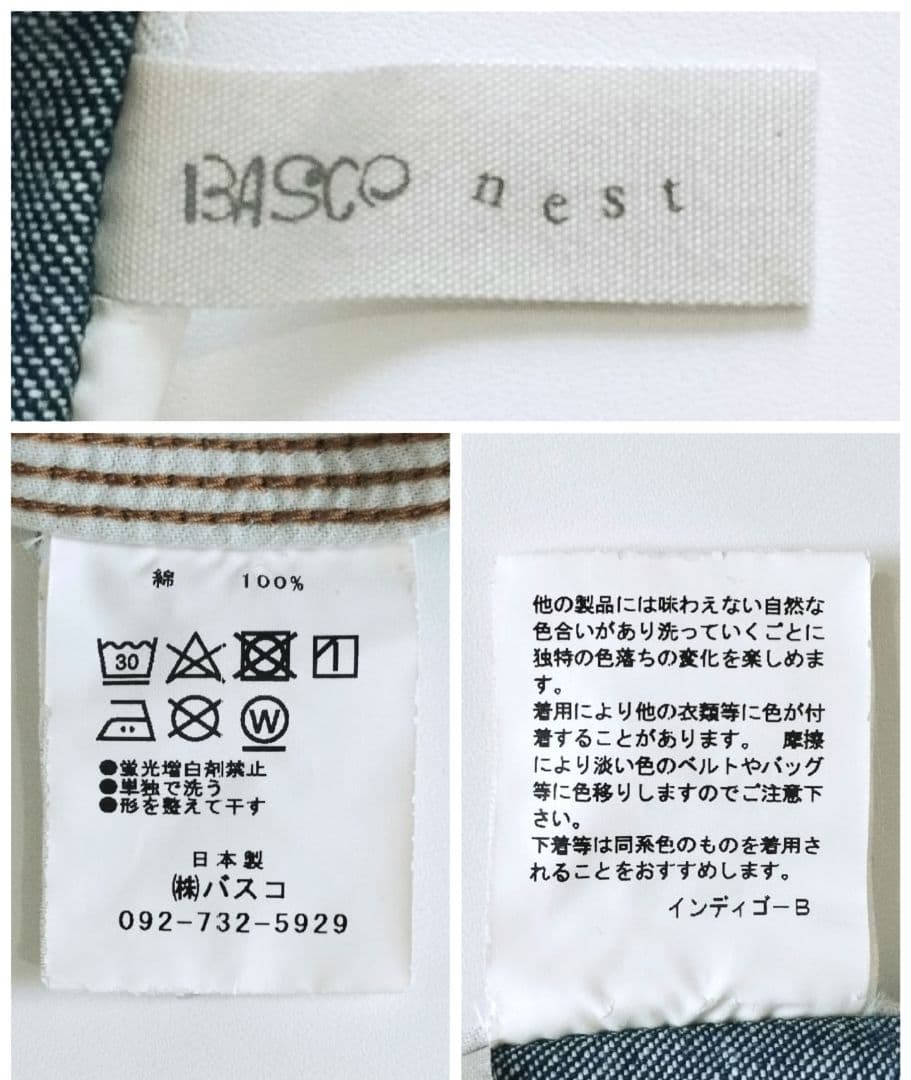 BASCO nest
綿 100%
30
W
●蛍光増白剤禁止
●単独で洗う
●形を整えて干す
日本製
㈱バスコ
092-732-5929
他の製品には味わえない自然な
色合いがあり洗っていくごとに
独特の色落ちの変化を楽しめま
す。
着用により他の衣類等に色が付
着することがあります。 摩擦
により淡い色のベルトやバッグ
等に色移りしますのでご注意下
さい。
下着等は同系色のものを着用さ
れることをおすすめします。
インディゴーB